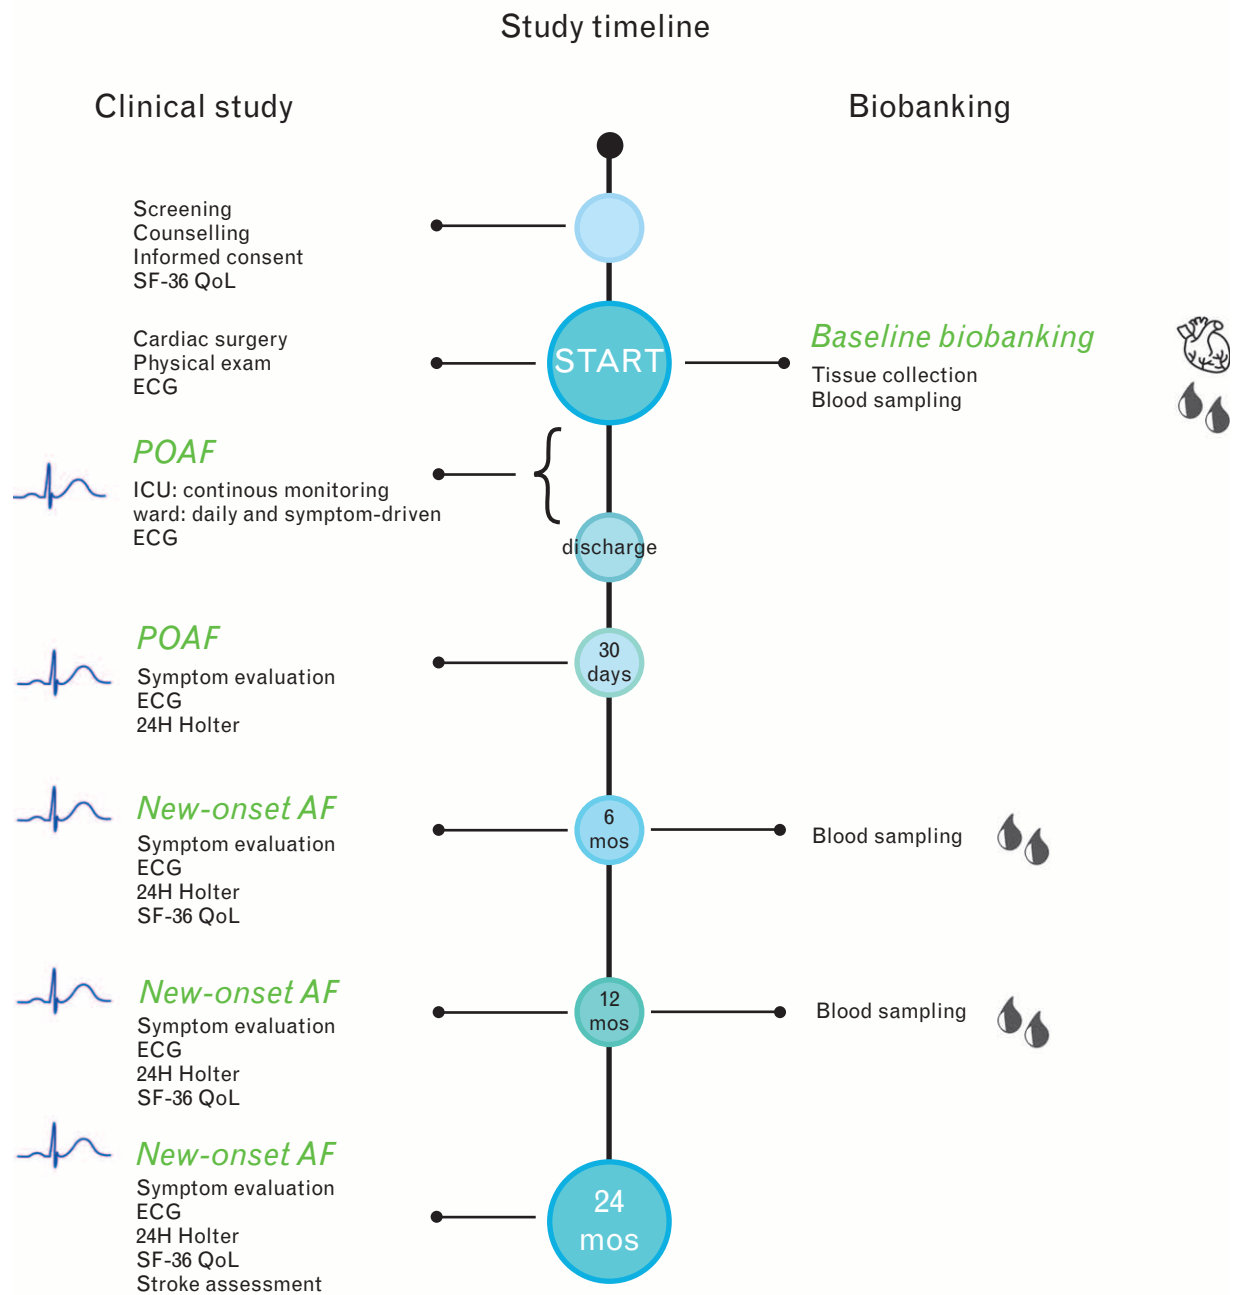 Study timeline
Clinical study
Biobanking
Screening
Counselling
Informed consent
SF-36 QoL
Cardiac surgery
Physical exam
ECG
START
Baseline biobanking
Tissue collection
Blood sampling
POAF
ICU: continous monitoring
ward: daily and symptom-driven
ECG
discharge
POAF
Symptom evaluation
ECG
24H Holter
30
days
New-onset AF
Symptom evaluation
ECG
24H Holter
SF-36 QoL
6
mos
Blood sampling
New-onset AF
Symptom evaluation
ECG
24H Holter
SF-36 QoL
12
mos
Blood sampling
New-onset AF
Symptom evaluation
ECG
24H Holter
SF-36 QoL
Stroke assessment
24
mos